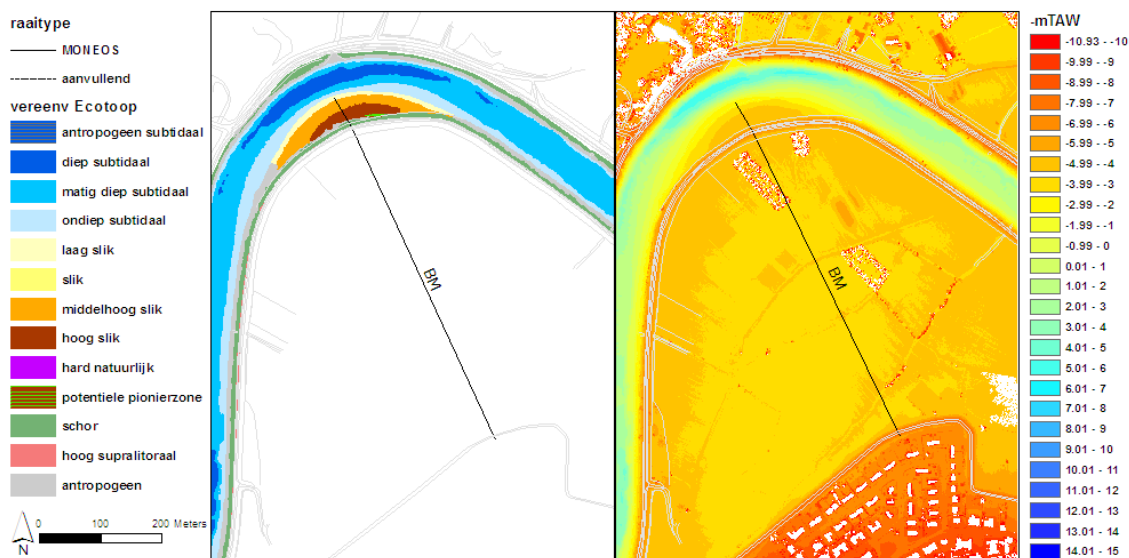 raaitype
MONEOS
aanvullend
vereenv Ecotoop
antropogeen subtidaal
diep subtidaal
matig diep subtidaal
ondiep subtidaal
laag slik
slik
middelhoog slik
hoog slik
hard natuurlijk
potentiele pionierzone
schor
hoog supralitoraal
antropogeen
0 100 200 Meters
N
BM
BM
-mTAW
-10.93 - -10
-9.99 - -9
-8.99 - -8
-7.99 - -7
-6.99 - -6
-5.99 - -5
-4.99 - -4
-3.99 - -3
-2.99 - -2
-1.99 - -1
-0.99 - 0
0.01 - 1
1.01 - 2
2.01 - 3
3.01 - 4
4.01 - 5
5.01 - 6
6.01 - 7
7.01 - 8
8.01 - 9
9.01 - 10
10.01 - 11
11.01 - 12
12.01 - 13
13.01 - 14
14.01 - 15